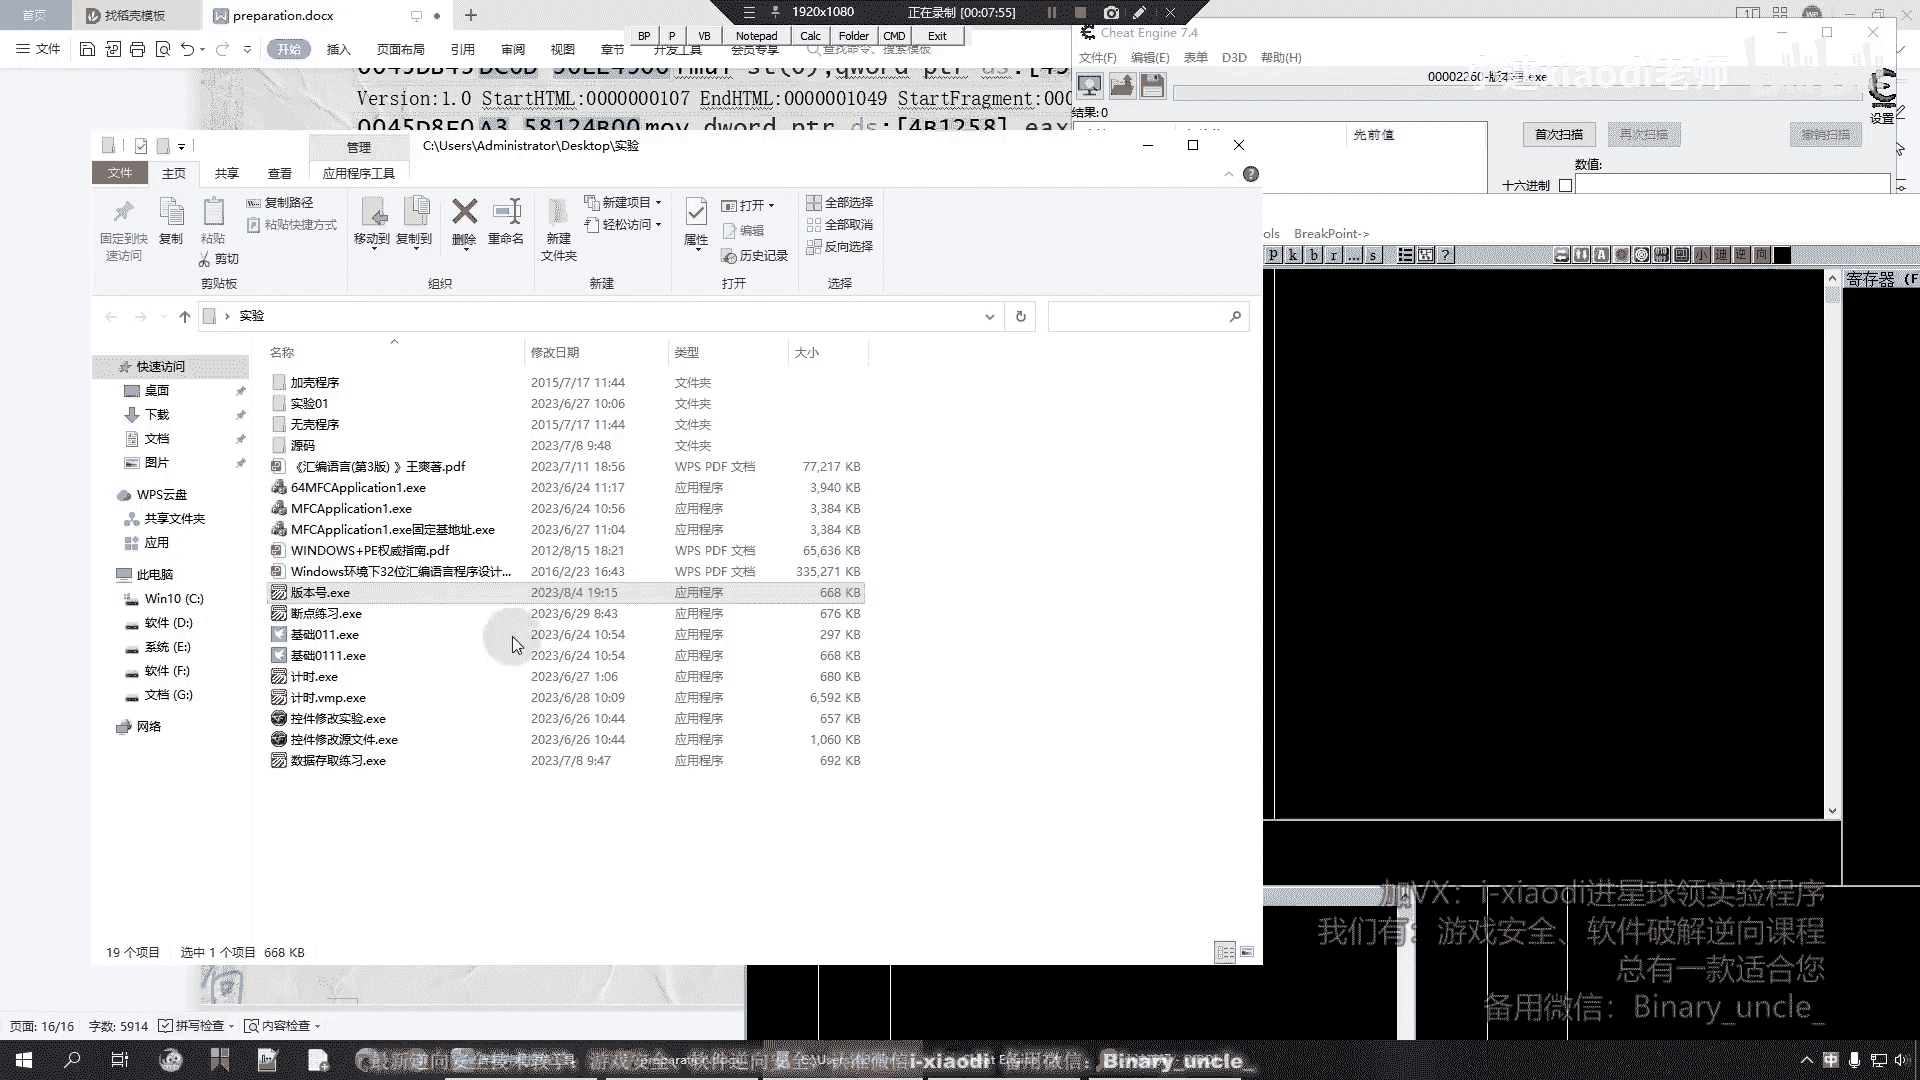 首页 找稻壳模板 preparation.docx
1920x1080 正在录制 [00:07:55]
文件 开始 插入 页面布局 引用 审阅 视图 章节 开发工具 会员专享 查找命令、搜索模板
BP P VB Notepad Calc Folder CMD Exit
Cheat Engine 7.4
文件(F) 编辑(E) 表单 D3D 帮助(H)
00002260-版本号.exe
设置
Version:1.0 StartHTML:0000000107 EndHTML:0000001049 StartFragment:000
0045D8F0 A3 58124B00 mov dword ptr ds:[4B1258],eax
结果:0
先前值
首次扫描 再次扫描 撤销扫描
数值:
十六进制
管理 C:\Users\Administrator\Desktop\实验
文件 主页 共享 查看 应用程序工具
固定到快速访问 复制 粘贴 复制路径 粘贴快捷方式 剪切
移动到 复制到 删除 重命名
新建文件夹 新建项目 轻松访问
属性 打开 编辑 历史记录
全部选择 全部取消 反向选择
剪贴板 组织 新建 打开 选择
实验
名称 修改日期 类型 大小
快速访问
桌面
下载
文档
图片
WPS云盘
共享文件夹
应用
此电脑
Win10 (C:)
软件 (D:)
系统 (E:)
软件 (F:)
文档 (G:)
网络
加壳程序 2015/7/17 11:44 文件夹
实验01 2023/6/27 10:06 文件夹
无壳程序 2015/7/17 11:44 文件夹
源码 2023/7/8 9:48 文件夹
《汇编语言(第3版) 》王爽著.pdf 2023/7/11 18:56 WPS PDF 文档 77,217 KB
64MFCApplication1.exe 2023/6/24 11:17 应用程序 3,940 KB
MFCApplication1.exe 2023/6/24 10:56 应用程序 3,384 KB
MFCApplication1.exe固定基地址.exe 2023/6/27 11:04 应用程序 3,384 KB
WINDOWS+PE权威指南.pdf 2012/8/15 18:21 WPS PDF 文档 65,636 KB
Windows环境下32位汇编语言程序设计... 2016/2/23 16:43 WPS PDF 文档 335,271 KB
版本号.exe 2023/8/4 19:15 应用程序 668 KB
断点练习.exe 2023/6/29 8:43 应用程序 676 KB
基础011.exe 2023/6/24 10:54 应用程序 297 KB
基础0111.exe 2023/6/24 10:54 应用程序 668 KB
计时.exe 2023/6/27 1:06 应用程序 680 KB
计时.vmp.exe 2023/6/28 10:09 应用程序 6,592 KB
控件修改实验.exe 2023/6/26 10:44 应用程序 657 KB
控件修改源文件.exe 2023/6/26 10:44 应用程序 1,060 KB
数据存取练习.exe 2023/7/8 9:47 应用程序 692 KB
19 个项目 选中 1 个项目 668 KB
ols BreakPoint->
p k b r ... s ?
小 迪 逆 向
寄存器 (F
加VX：i-xiaodi进星球领实验程序
我们有：游戏安全、软件破解逆向课程
总有一款适合您
备用微信：Binary_uncle_
页面: 16/16 字数: 5914 拼写检查 内容检查
i-xiaodi 备用微信：Binary_uncle_
中